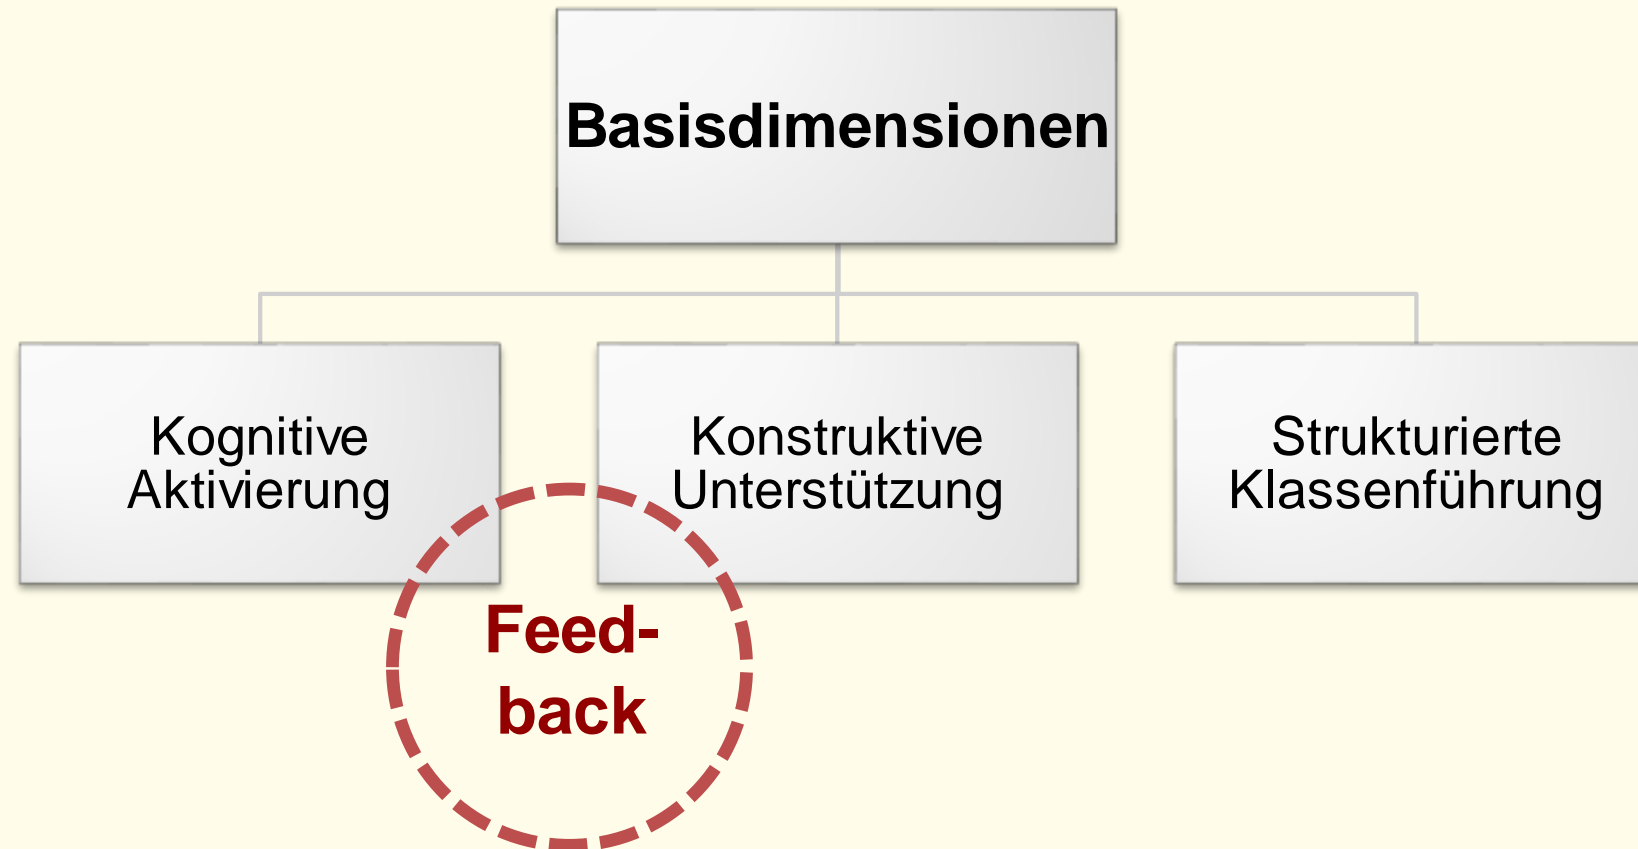 Basisdimensionen
Kognitive
Aktivierung
Konstruktive
Unterstützung
Strukturierte
Klassenführung
Feed-
back